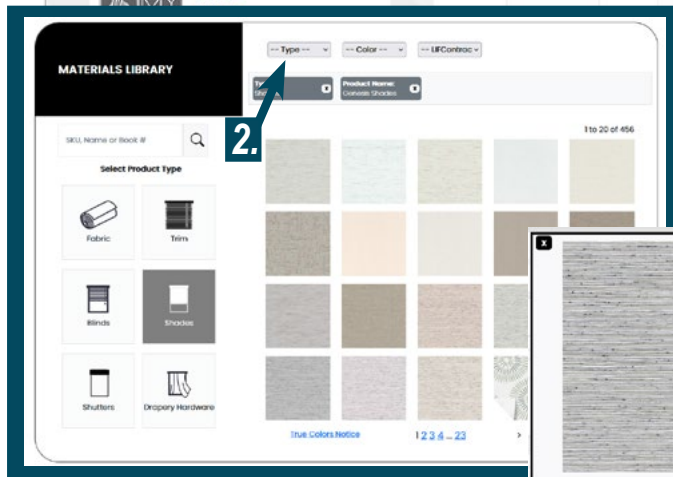 -- Type --
-- Color --
-- LIFContrac
MATERIALS LIBRARY
Product Name:
Genesis Shades
x
x
2.
SKU, Name or Book #
1 to 20 of 456
Select Product Type
Fabric
Trim
Blinds
Shades
Shutters
Drapery Hardware
x
True Colors Notice
1 2 3 4 ... 23
>